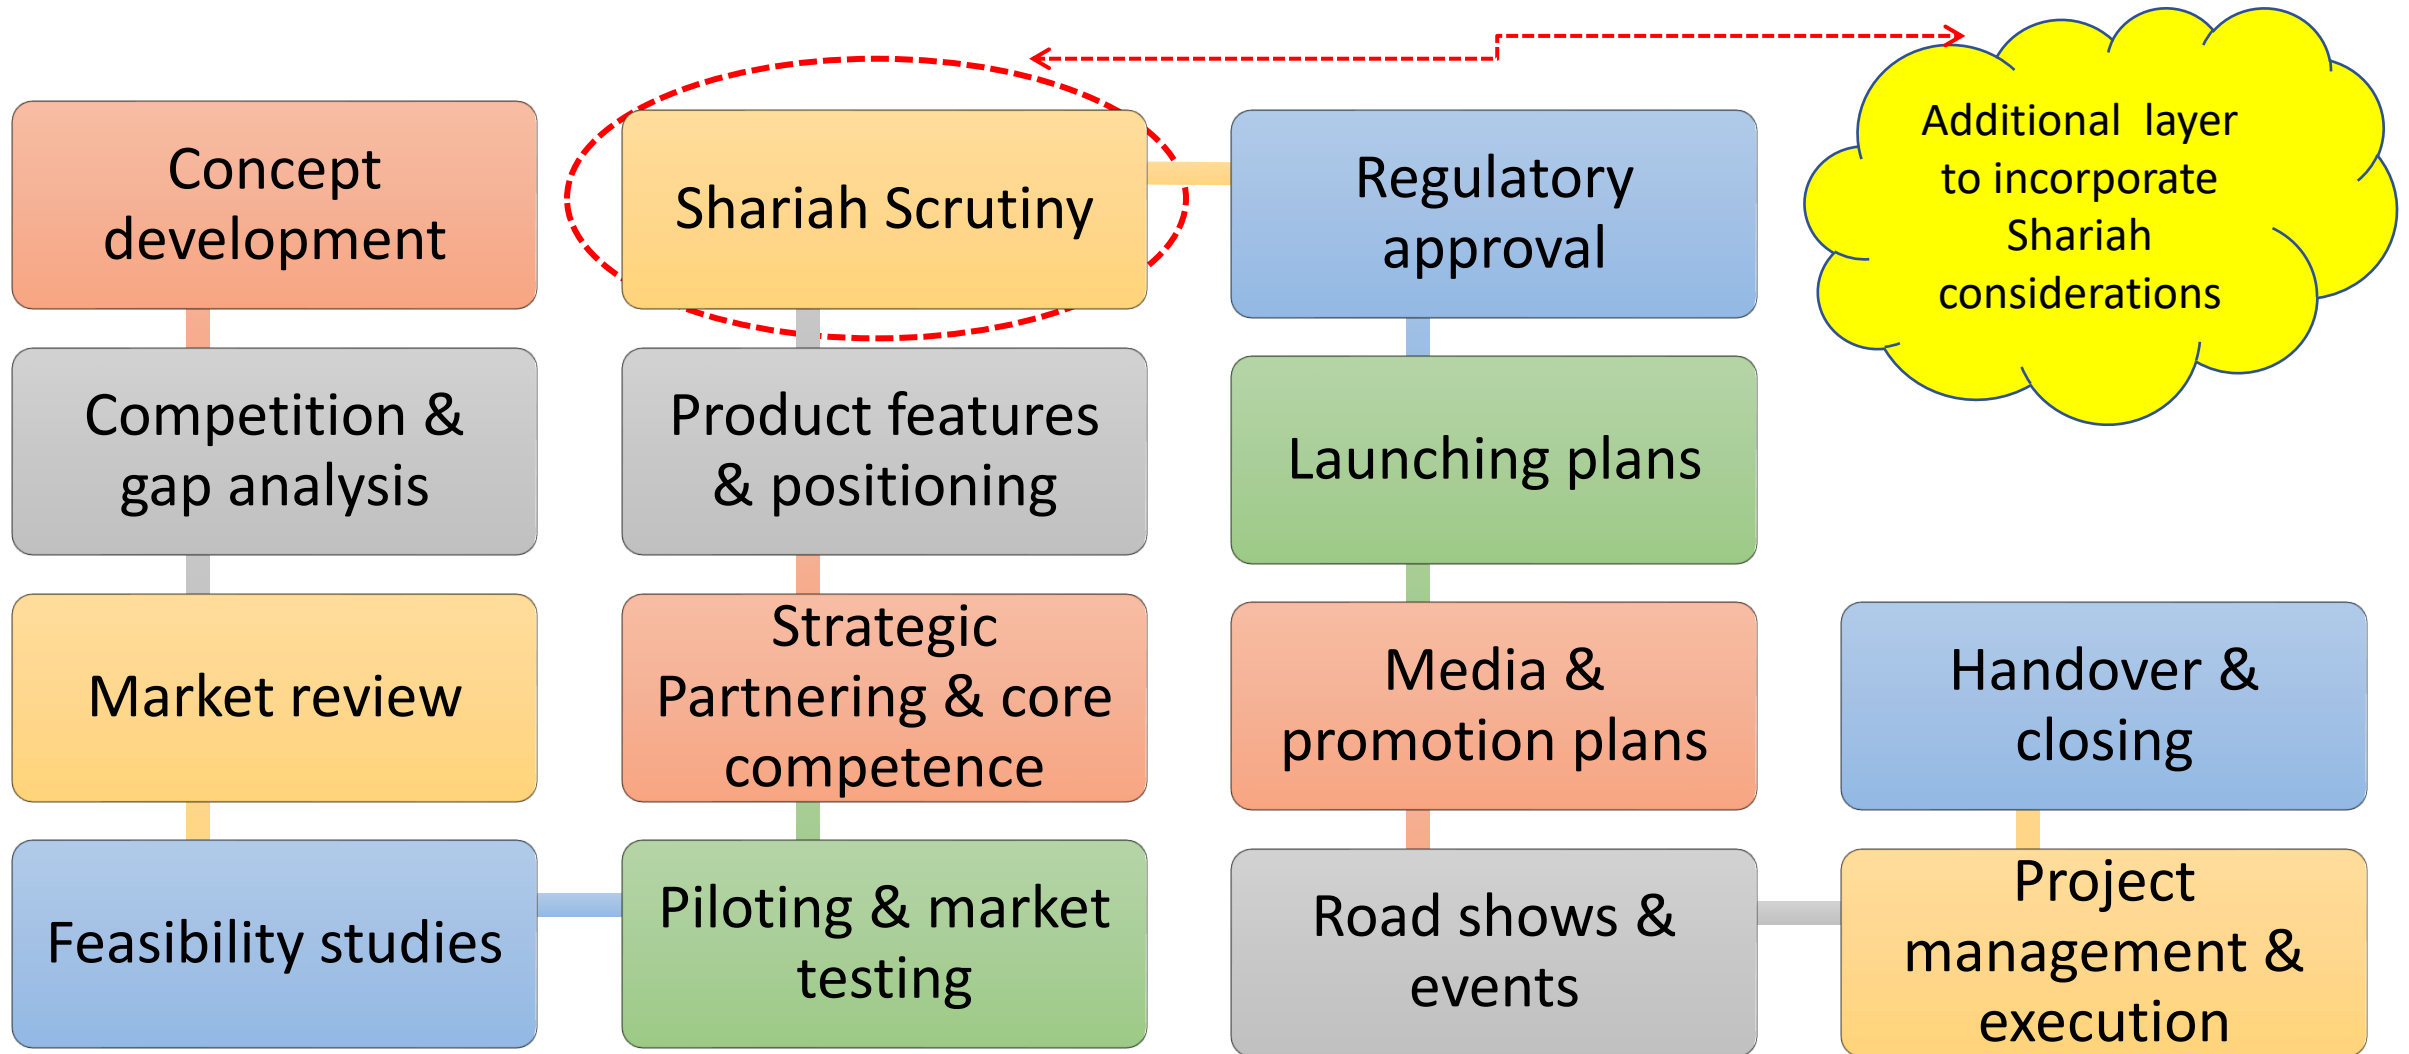 Concept
development
Competition &
gap analysis
Market review
Feasibility studies
Shariah Scrutiny
Product features
& positioning
Strategic
Partnering & core
competence
Piloting & market
testing
Regulatory
approval
Launching plans
Media &
promotion plans
Road shows &
events
Additional layer
to incorporate
Shariah
considerations
Handover &
closing
Project
management &
execution